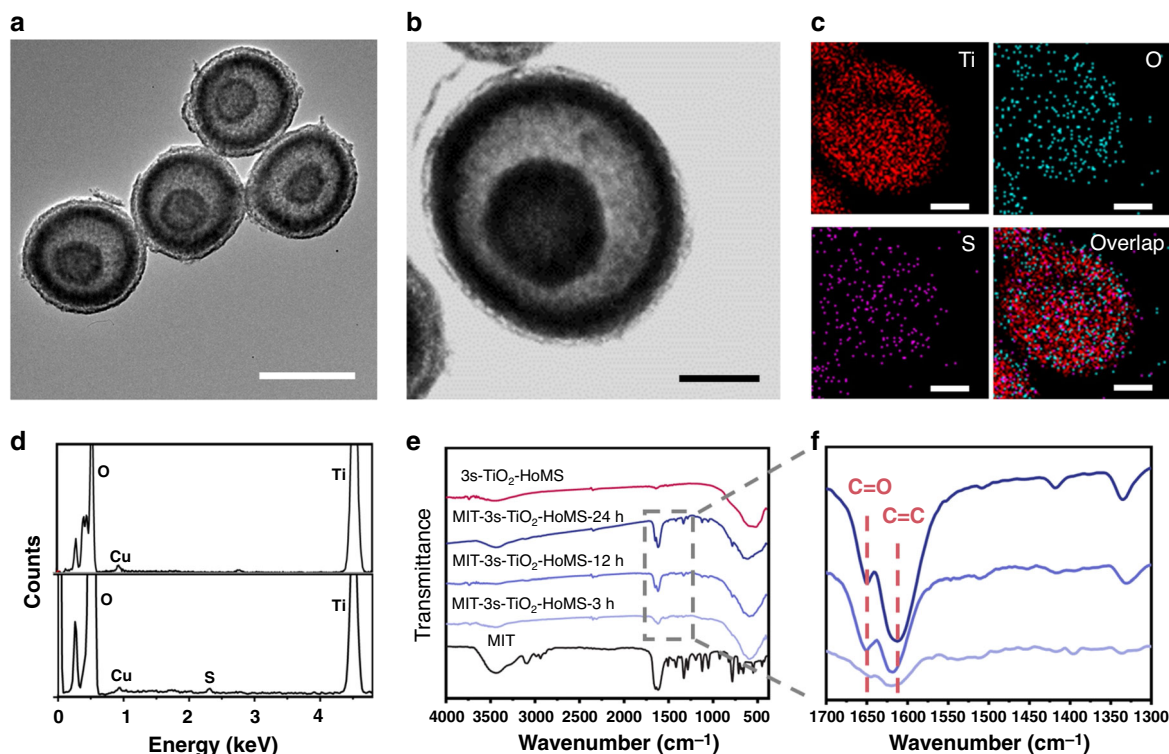 a
b
c
Ti
O
S
Overlap
d
O
Cu
Ti
O
Cu
S
Ti
Counts
0 1 2 3 4
Energy (keV)
e
3s-TiO₂-HoMS
MIT-3s-TiO₂-HoMS-24 h
MIT-3s-TiO₂-HoMS-12 h
MIT-3s-TiO₂-HoMS-3 h
MIT
Transmittance
4000 3500 3000 2500 2000 1500 1000 500
Wavenumber (cm⁻¹)
f
C=O
C=C
1700 1650 1600 1550 1500 1450 1400 1350 1300
Wavenumber (cm⁻¹)